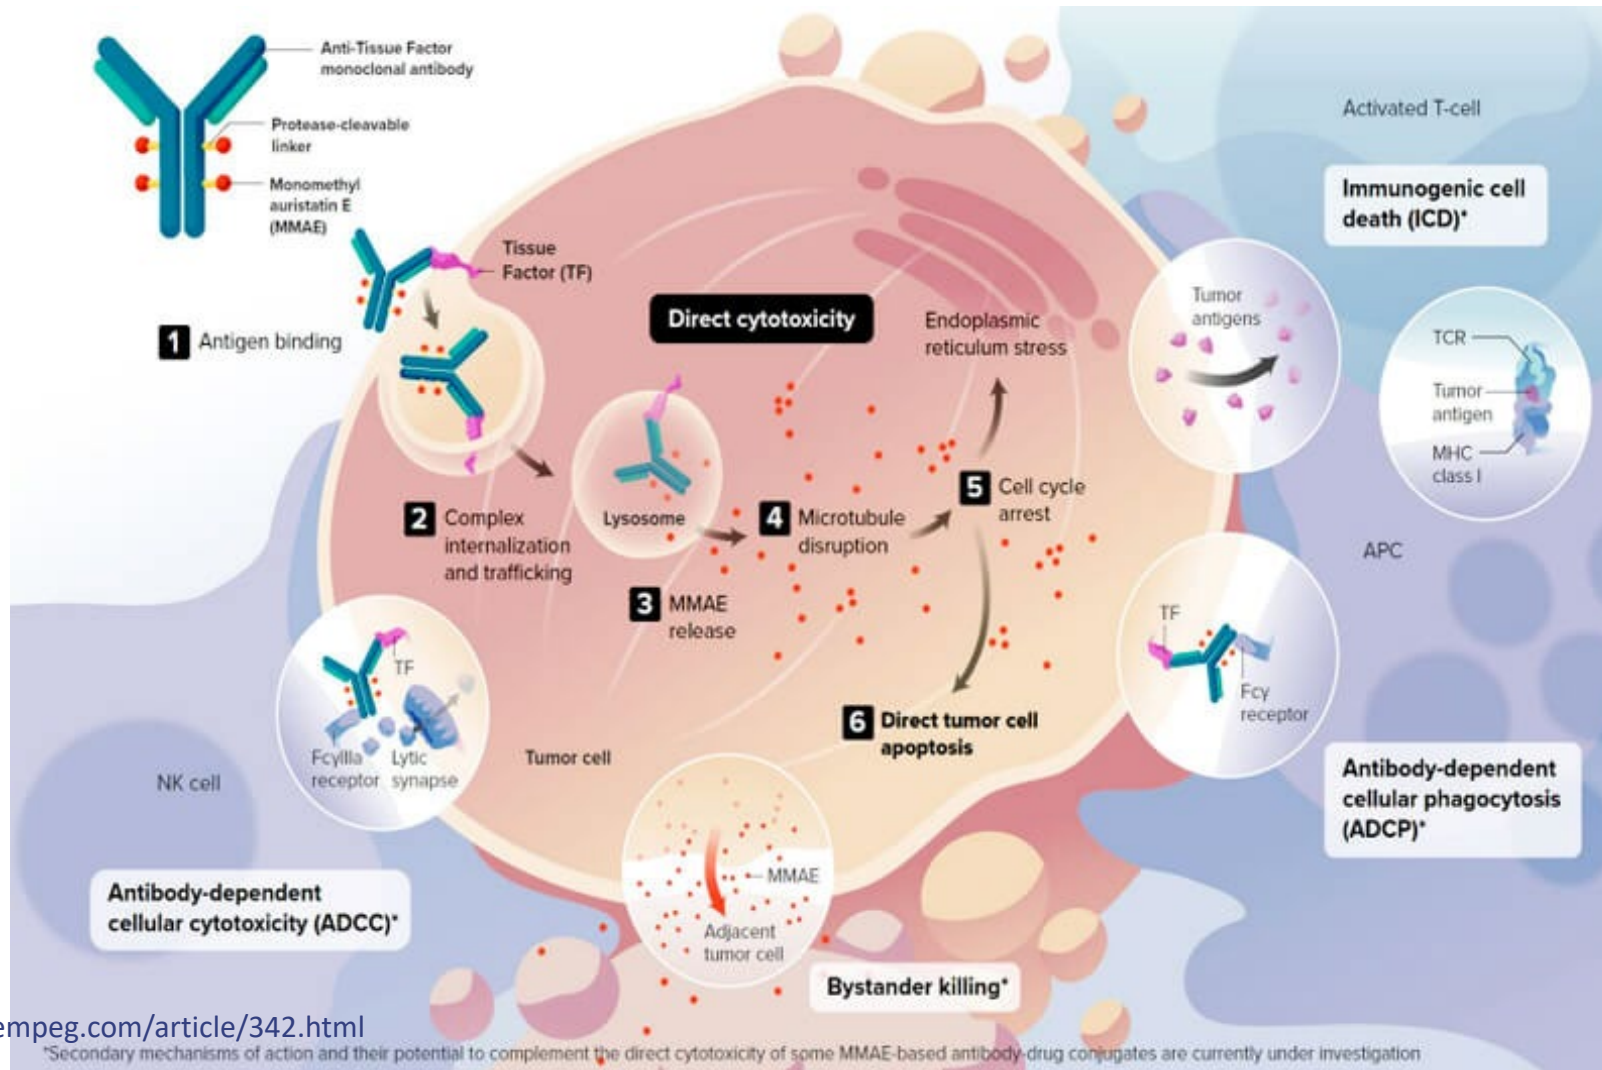 Anti-Tissue Factor
monoclonal antibody
Protease-cleavable
linker
Monomethyl
auristatin E
(MMAE)
Tissue
Factor (TF)
1 Antigen binding
Direct cytotoxicity
Endoplasmic
reticulum stress
2 Complex
internalization
and trafficking
Lysosome
3 MMAE
release
4 Microtubule
disruption
5 Cell cycle
arrest
6 Direct tumor cell
apoptosis
Tumor cell
Activated T-cell
Immunogenic cell
death (ICD)*
Tumor
antigens
TCR
Tumor
antigen
MHC
class I
APC
TF
Fcγ
receptor
Antibody-dependent
cellular phagocytosis
(ADCP)*
TF
FcγIIIa
receptor
Lytic
synapse
NK cell
Antibody-dependent
cellular cytotoxicity (ADCC)*
MMAE
Adjacent
tumor cell
Bystander killing*
empeg.com/article/342.html
*Secondary mechanisms of action and their potential to complement the direct cytotoxicity of some MMAE-based antibody-drug conjugates are currently under investigation